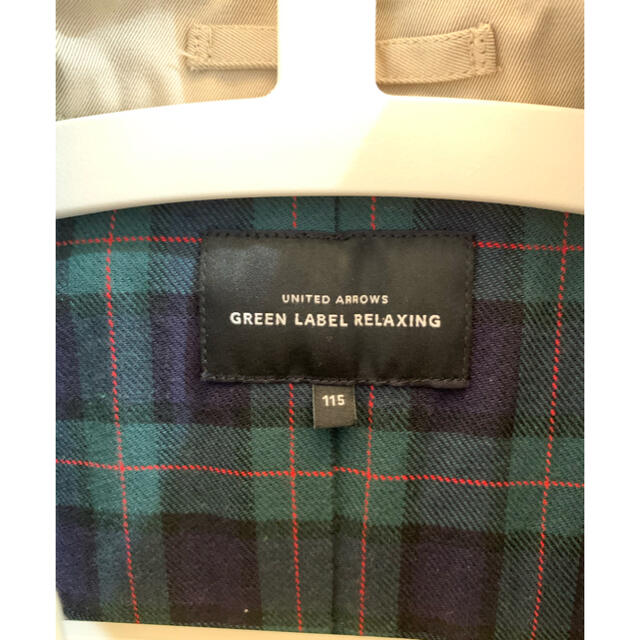 UNITED ARROWS
GREEN LABEL RELAXING
115